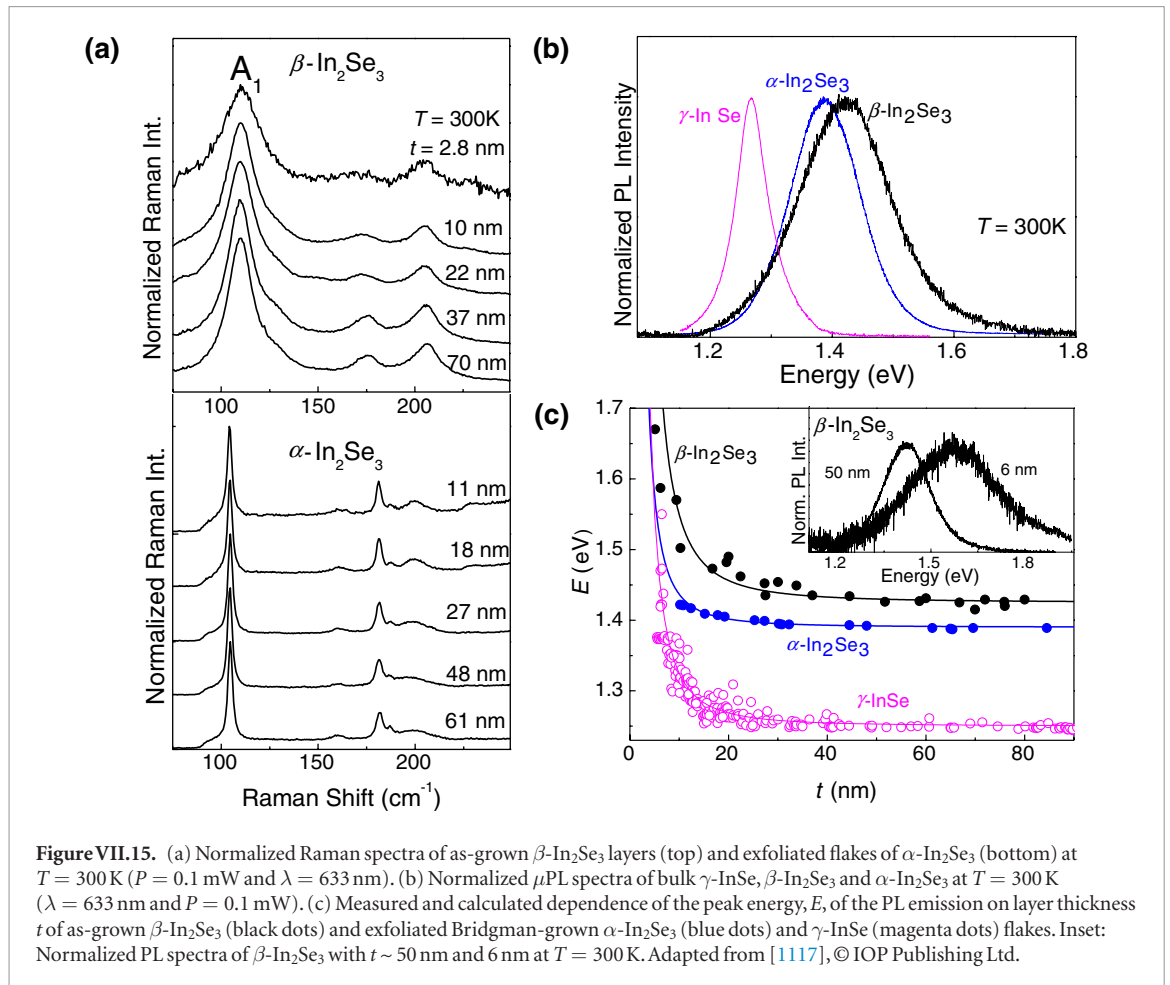 (a)
β-In₂Se₃
A₁
T = 300K
t = 2.8 nm
10 nm
22 nm
37 nm
70 nm
Normalized Raman Int.
100 150 200
α-In₂Se₃
11 nm
18 nm
27 nm
48 nm
61 nm
Normalized Raman Int.
100 150 200
Raman Shift (cm⁻¹)
(b)
α-In₂Se₃
γ-In Se
β-In₂Se₃
T = 300K
Normalized PL Intensity
1.2 1.4 1.6 1.8
Energy (eV)
(c)
1.7
1.6
1.5
1.4
1.3
E (eV)
β-In₂Se₃
α-In₂Se₃
γ-InSe
0 20 40 60 80
t (nm)
β-In₂Se₃
50 nm
6 nm
Norm. PL Int.
1.2 1.5 1.8
Energy (eV)
Figure VII.15. (a) Normalized Raman spectra of as-grown β-In₂Se₃ layers (top) and exfoliated flakes of α-In₂Se₃ (bottom) at
T = 300 K (P = 0.1 mW and λ = 633 nm). (b) Normalized μPL spectra of bulk γ-InSe, β-In₂Se₃ and α-In₂Se₃ at T = 300 K
(λ = 633 nm and P = 0.1 mW). (c) Measured and calculated dependence of the peak energy, E, of the PL emission on layer thickness
t of as-grown β-In₂Se₃ (black dots) and exfoliated Bridgman-grown α-In₂Se₃ (blue dots) and γ-InSe (magenta dots) flakes. Inset:
Normalized PL spectra of β-In₂Se₃ with t ~ 50 nm and 6 nm at T = 300 K. Adapted from [1117], © IOP Publishing Ltd.